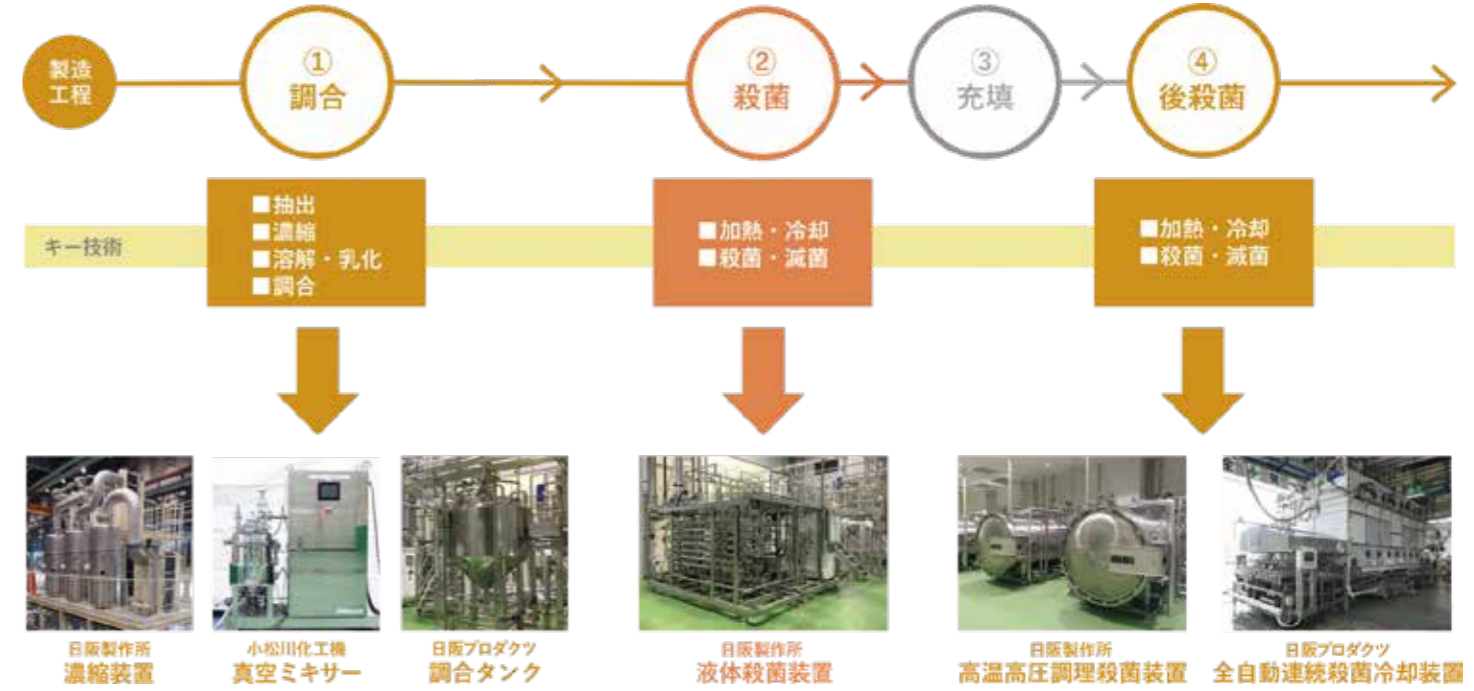 製造
工程
①
調合
②
殺菌
③
充填
④
後殺菌
キー技術
■抽出
■濃縮
■溶解・乳化
■調合
■加熱・冷却
■殺菌・滅菌
■加熱・冷却
■殺菌・滅菌
日阪製作所
濃縮装置
小松川化工機
真空ミキサー
日阪プロダクツ
調合タンク
日阪製作所
液体殺菌装置
日阪製作所
高温高圧調理殺菌装置
日阪プロダクツ
全自動連続殺菌冷却装置